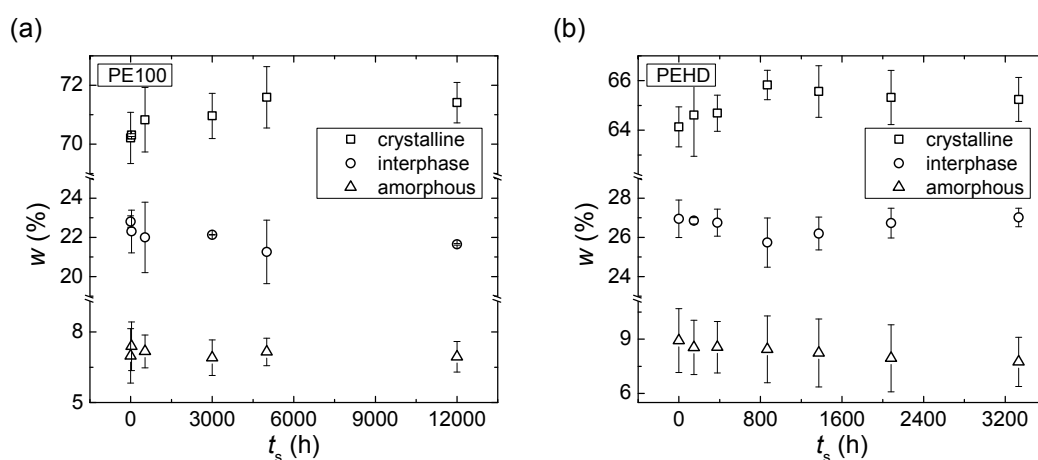 (a)
PE100
72
70
24
22
20
8
5
w (%)
crystalline
interphase
amorphous
0 3000 6000 9000 12000
ts (h)
(b)
PEHD
66
64
28
26
24
9
6
w (%)
crystalline
interphase
amorphous
0 800 1600 2400 3200
ts (h)